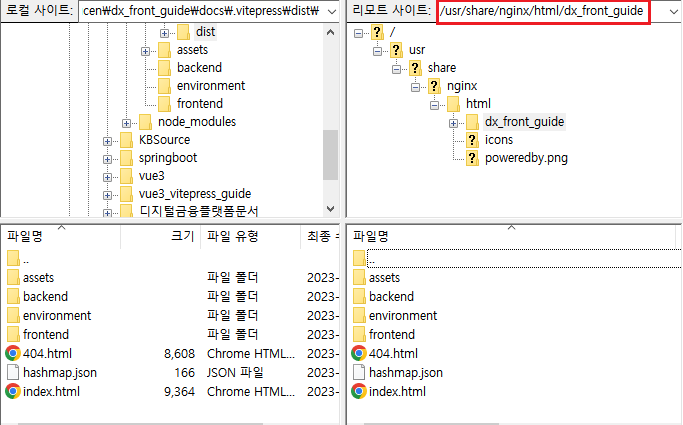 로컬 사이트: cen₩dx_front_guide₩docs₩.vitepress₩dist₩
dist
assets
backend
environment
frontend
node_modules
KBSource
springboot
vue3
vue3_vitepress_guide
디지털금융플랫폼문서
리모트 사이트: /usr/share/nginx/html/dx_front_guide
/
usr
share
nginx
html
dx_front_guide
icons
poweredby.png
파일명 크기 파일 유형 최종 수
..
assets 파일 폴더 2023-
backend 파일 폴더 2023-
environment 파일 폴더 2023-
frontend 파일 폴더 2023-
404.html 8,608 Chrome HTML... 2023-
hashmap.json 166 JSON 파일 2023-
index.html 9,364 Chrome HTML... 2023-
파일명
..
assets
backend
environment
frontend
404.html
hashmap.json
index.html